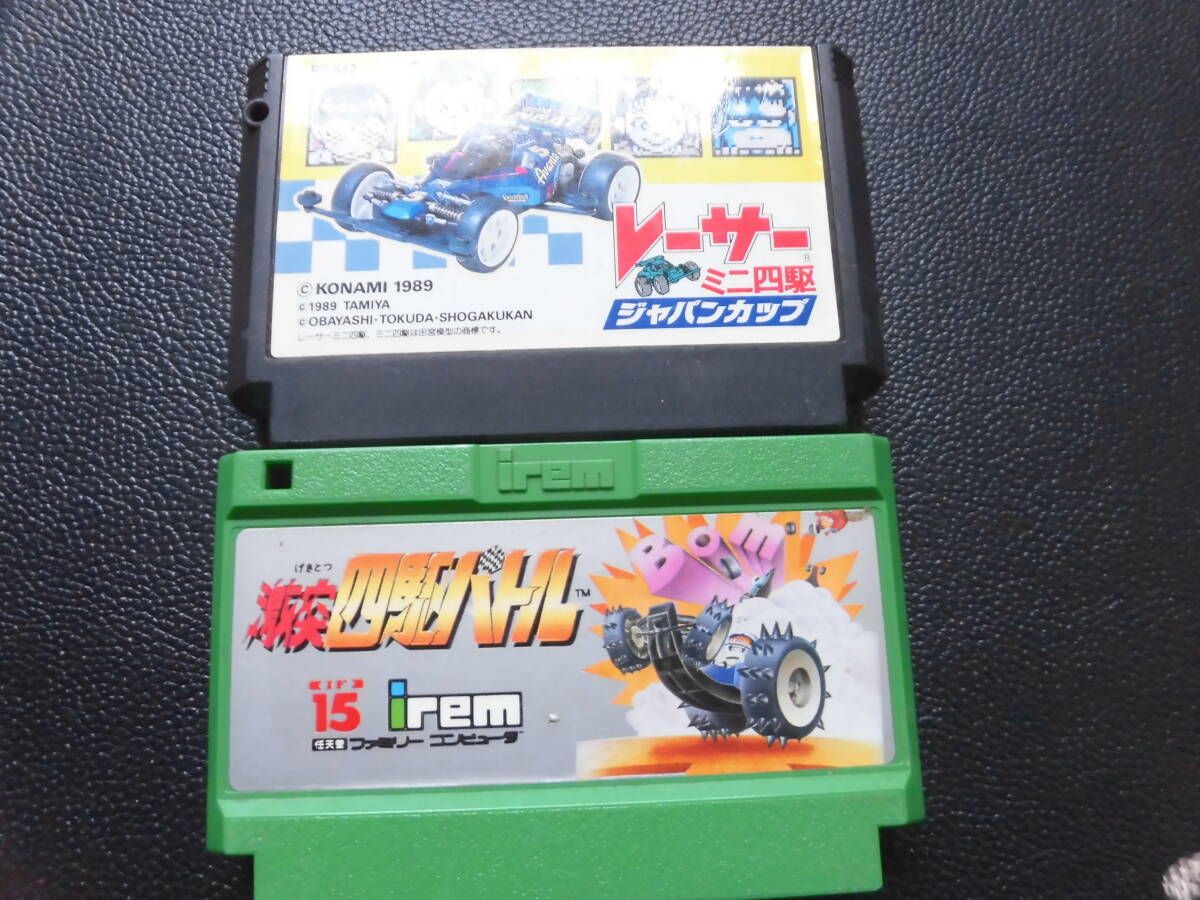 レーサー
R
ミニ四駆
ジャパンカップ
© KONAMI 1989
© 1989 TAMIYA
© OBAYASHI・TOKUDA・SHOGAKUKAN
レーサーミニ四駆、ミニ四駆は田宮模型の商標です。
irem
げきとつ
激突四駆バトル™
BOMB
IF
15
irem
任天堂 ファミリー コンピュータ